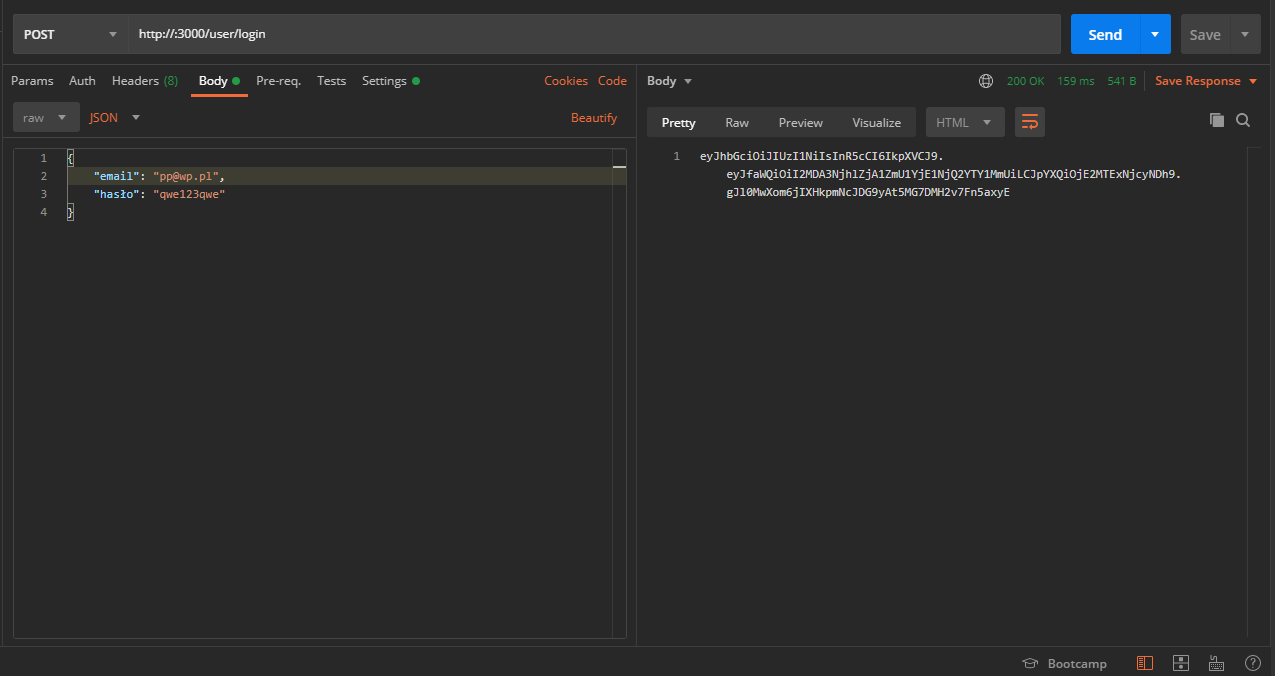 POST http://:3000/user/login Send Save
Params Auth Headers (8) Body Pre-req. Tests Settings Cookies Code
raw JSON Beautify
1 {
2 "email": "pp@wp.pl",
3 "hasło": "qwe123qwe"
4 }
Body 200 OK 159 ms 541 B Save Response
Pretty Raw Preview Visualize HTML
1 eyJhbGciOiJIUzI1NiIsInR5cCI6IkpXVCJ9.
eyJfaWQiOiI2MDA3NjhlZjA1ZmU1YjE1NjQ2YTY1MmUiLCJpYXQiOjE2MTExNjcyNDh9.
gJl0MwXom6jIXHkpmNcJDG9yAt5MG7DMH2v7Fn5axyE
Bootcamp